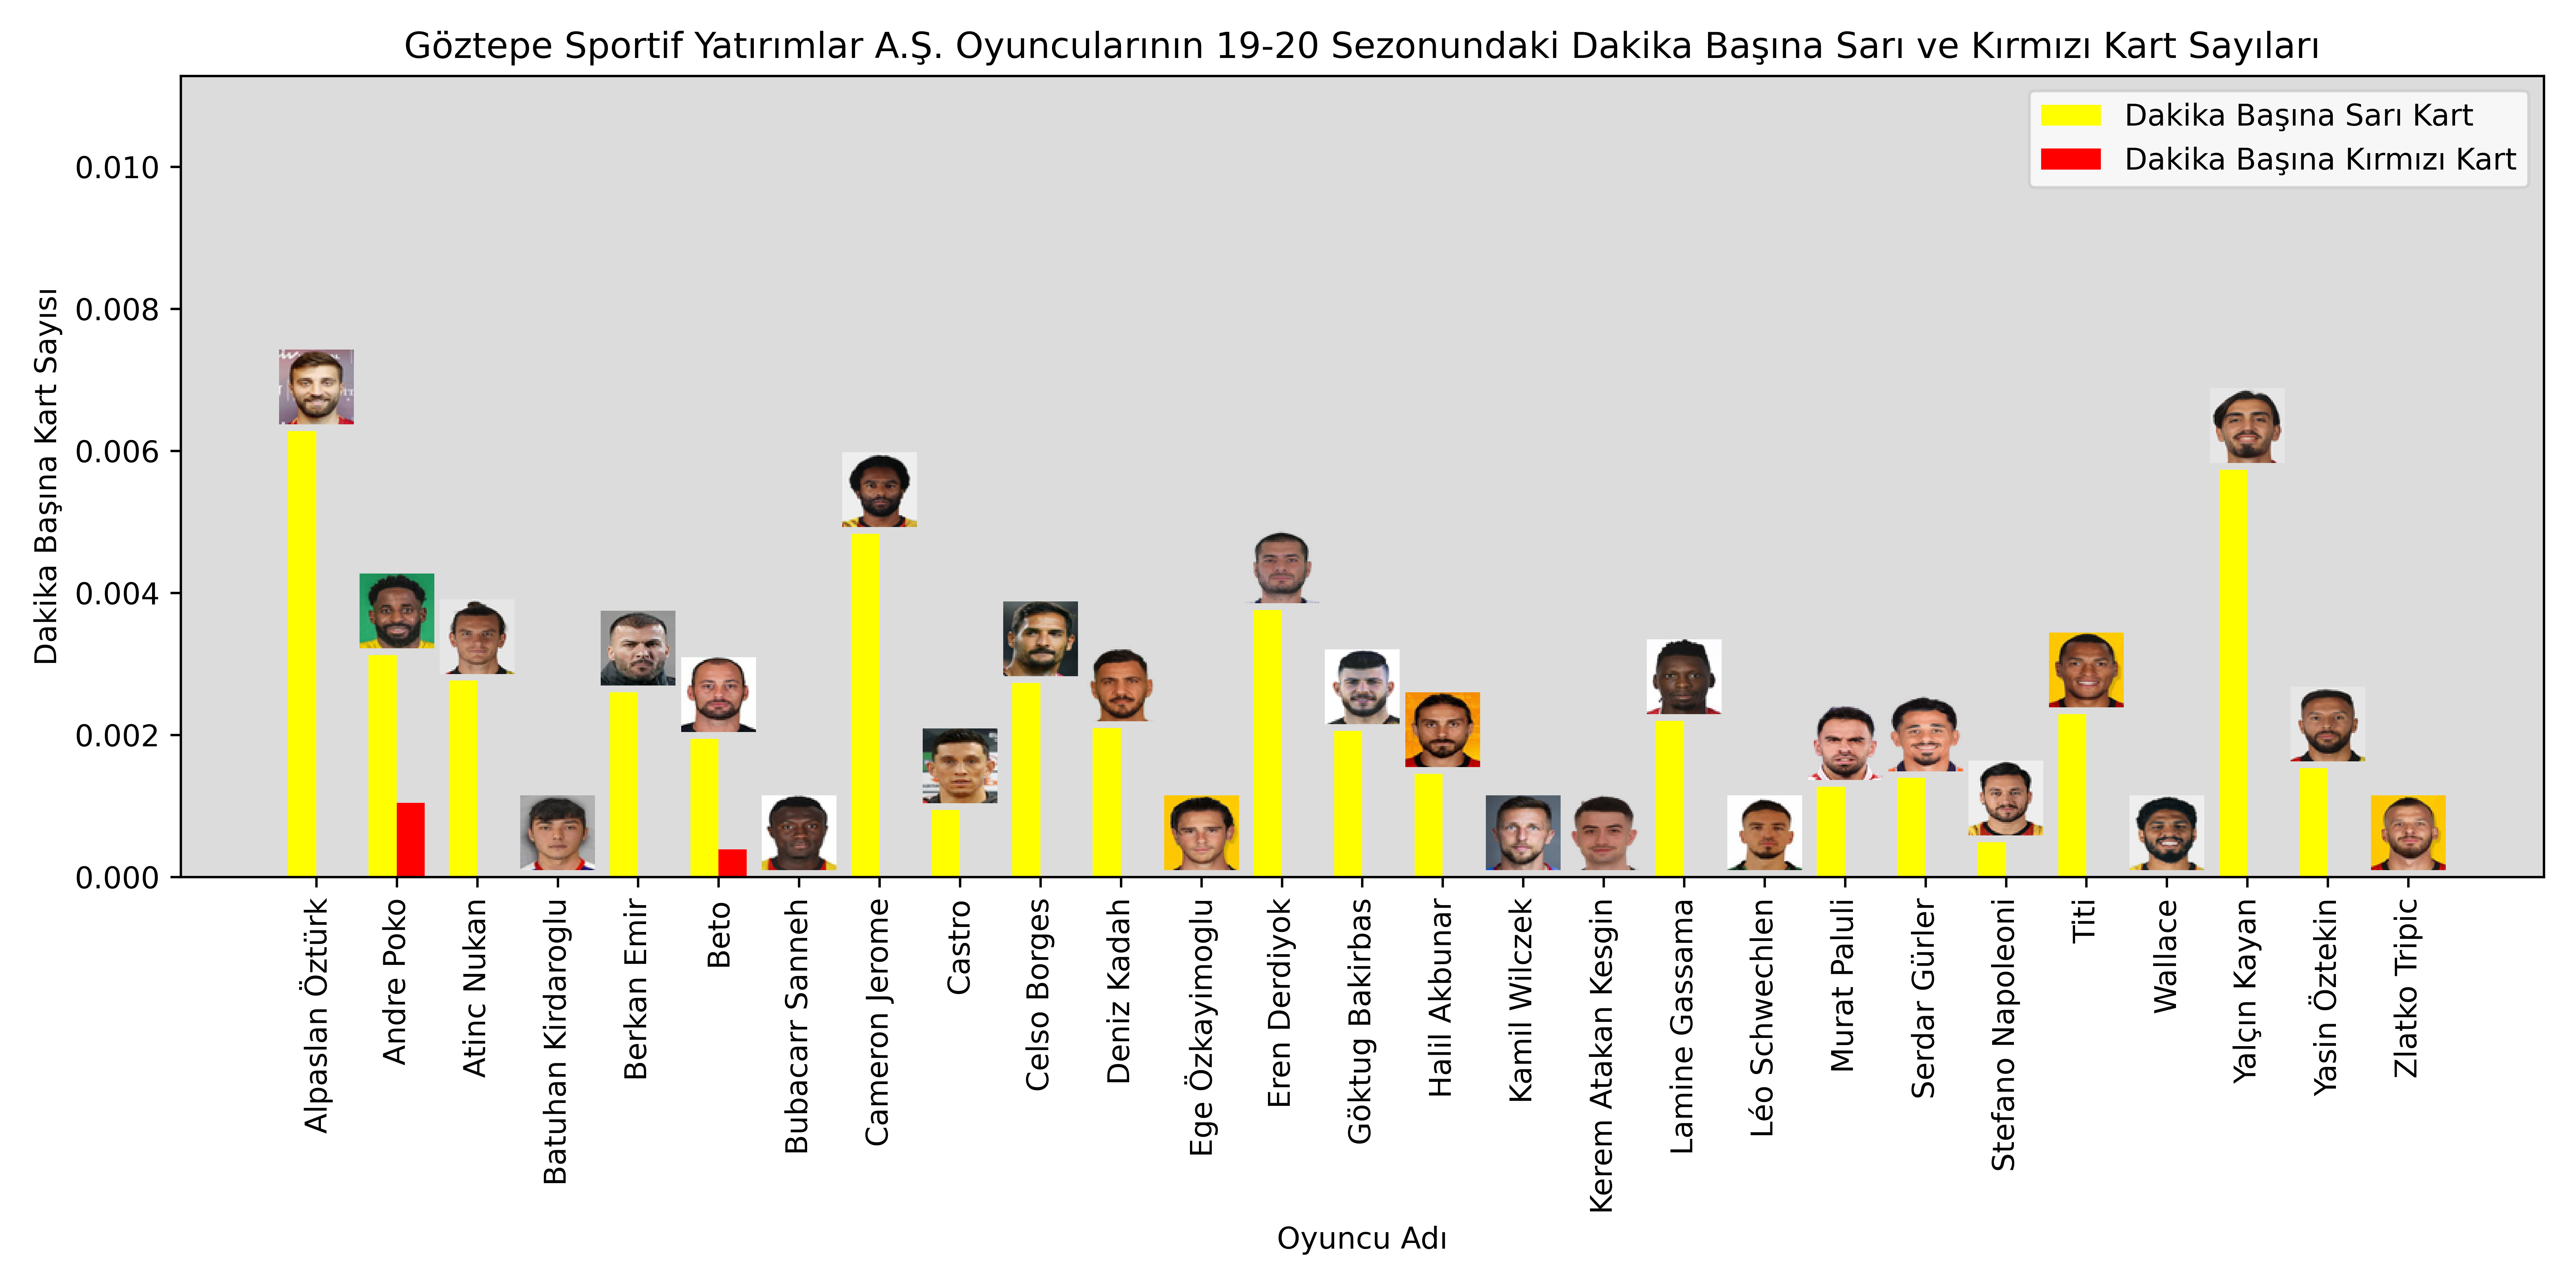 Göztepe Sportif Yatırımlar A.Ş. Oyuncularının 19-20 Sezonundaki Dakika Başına Sarı ve Kırmızı Kart Sayıları
Dakika Başına Sarı Kart
Dakika Başına Kırmızı Kart
Dakika Başına Kart Sayısı
0.010
0.008
0.006
0.004
0.002
0.000
Alpaslan Öztürk
Andre Poko
Atinc Nukan
Batuhan Kirdaroglu
Berkan Emir
Beto
Bubacarr Sanneh
Cameron Jerome
Castro
Celso Borges
Deniz Kadah
Ege Özkayimoglu
Eren Derdiyok
Göktug Bakirbas
Halil Akbunar
Kamil Wilczek
Kerem Atakan Kesgin
Lamine Gassama
Léo Schwechlen
Murat Paluli
Serdar Gürler
Stefano Napoleoni
Titi
Wallace
Yalçın Kayan
Yasin Öztekin
Zlatko Tripic
Oyuncu Adı